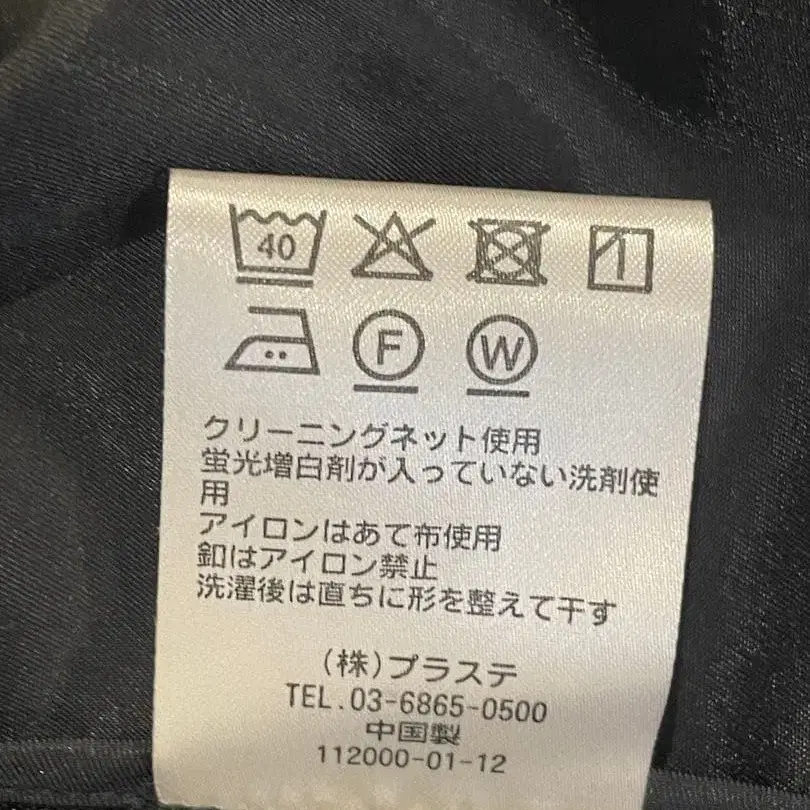 40
F W
クリーニングネット使用
蛍光増白剤が入っていない洗剤使
用
アイロンはあて布使用
釦はアイロン禁止
洗濯後は直ちに形を整えて干す
(株)プラステ
TEL.03-6865-0500
中国製
112000-01-12